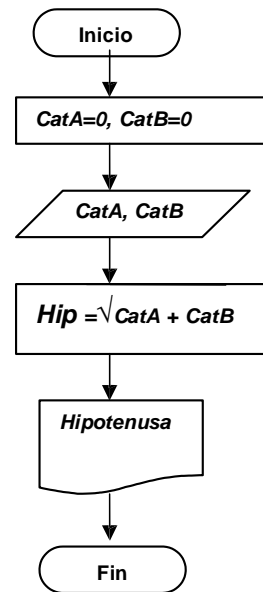 Inicio
CatA=0, CatB=0
CatA, CatB
Hip =√CatA + CatB
Hipotenusa
Fin